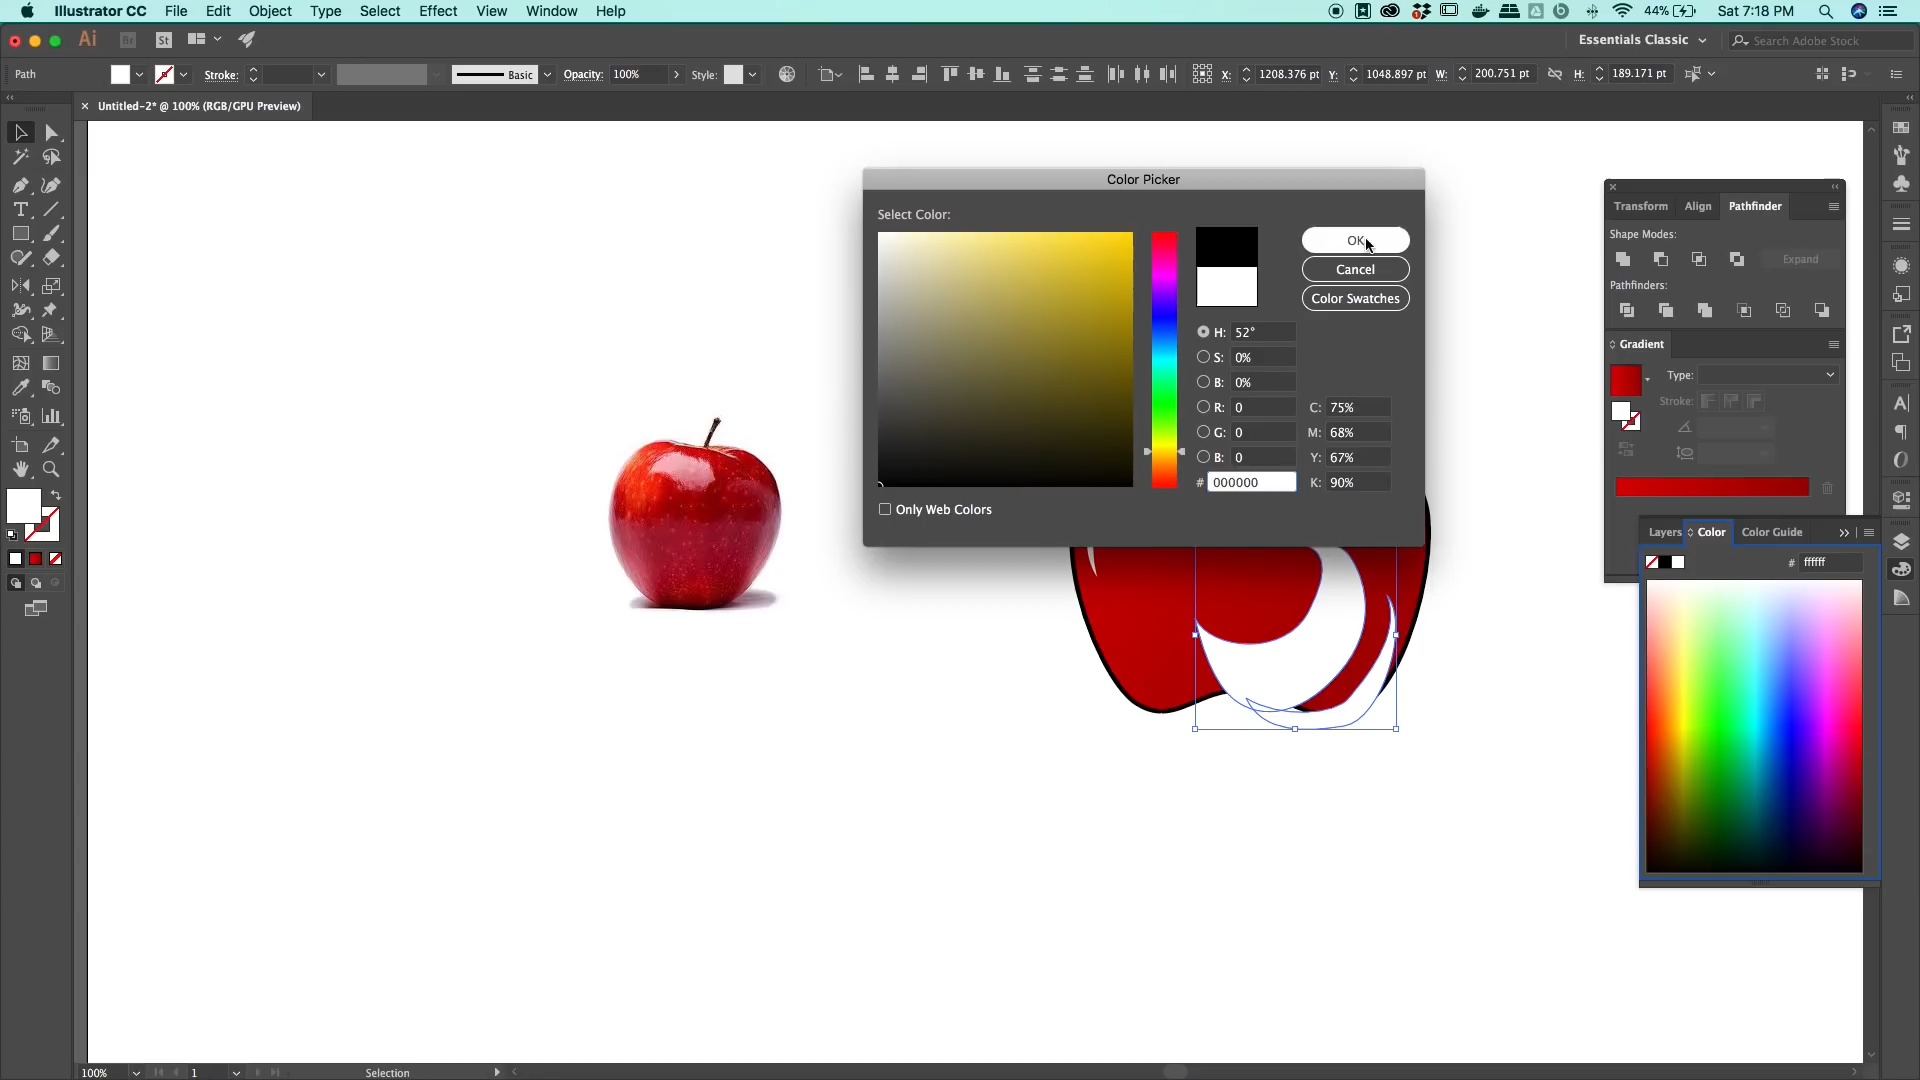 Illustrator CC File Edit Object Type Select Effect View Window Help
44% Sat 7:18 PM
Ai Br St
Essentials Classic Search Adobe Stock
Path Stroke: Basic Opacity: 100% Style: X: 1208.376 pt Y: 1048.897 pt W: 200.751 pt H: 189.171 pt
Untitled-2* @ 100% (RGB/GPU Preview)
Color Picker
Select Color:
OK
Cancel
Color Swatches
H: 52°
S: 0%
B: 0%
R: 0 C: 75%
G: 0 M: 68%
B: 0 Y: 67%
# 000000 K: 90%
Only Web Colors
Transform Align Pathfinder
Shape Modes:
Expand
Pathfinders:
Gradient
Type:
Stroke:
Layers Color Color Guide
# ffffff
100% 1 Selection